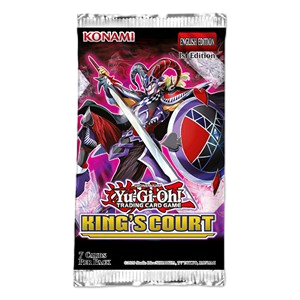 KONAMI
ENGLISH EDITION
1st Edition
Yu-Gi-Oh!
TRADING CARD GAME
KING'S COURT
7 CARDS
PER PACK